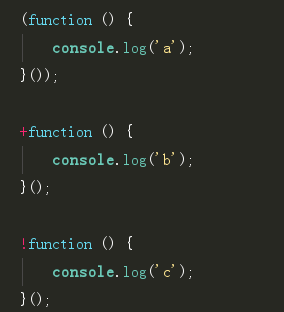 (function () {
    console.log('a');
}());
+function () {
    console.log('b');
}();
!function () {
    console.log('c');
}();